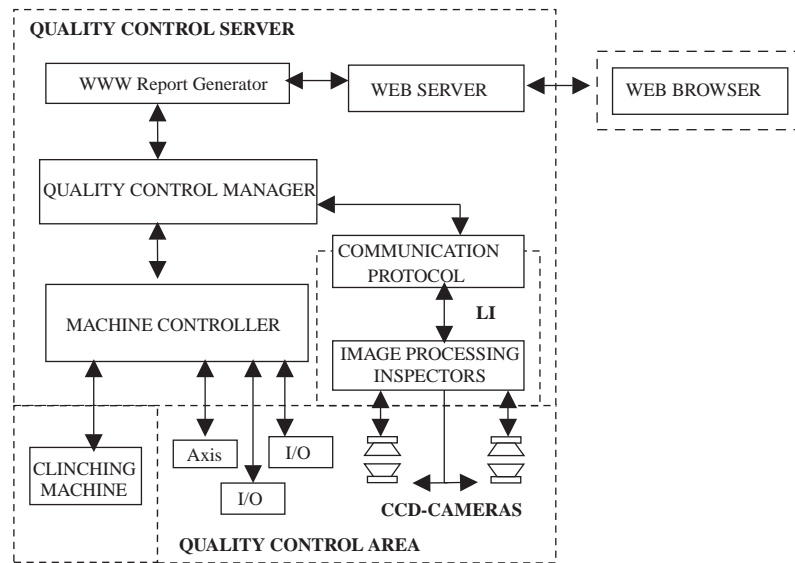 QUALITY CONTROL SERVER
WWW Report Generator
WEB SERVER
WEB BROWSER
QUALITY CONTROL MANAGER
COMMUNICATION
PROTOCOL
MACHINE CONTROLLER
LI
IMAGE PROCESSING
INSPECTORS
Axis
I/O
I/O
CLINCHING
MACHINE
CCD-CAMERAS
QUALITY CONTROL AREA